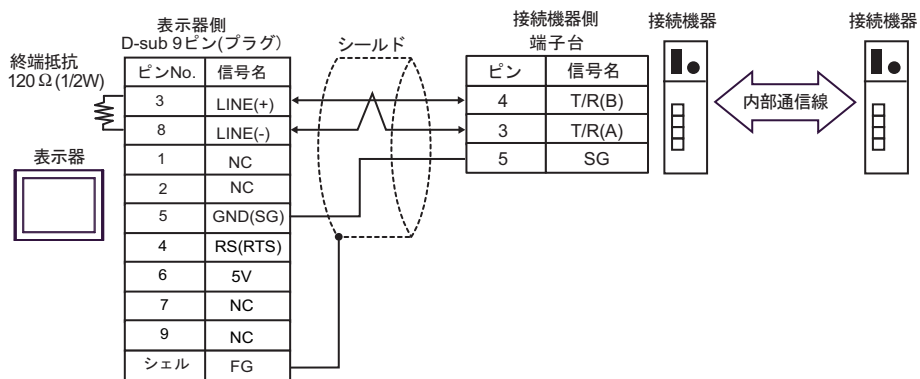 表示器側
D-sub 9ピン(プラグ)
終端抵抗
120Ω(1/2W)
ピンNo. 信号名
3 LINE(+)
8 LINE(-)
1 NC
2 NC
5 GND(SG)
4 RS(RTS)
6 5V
7 NC
9 NC
シェル FG
表示器
シールド
接続機器側
端子台
ピン 信号名
4 T/R(B)
3 T/R(A)
5 SG
接続機器
内部通信線
接続機器